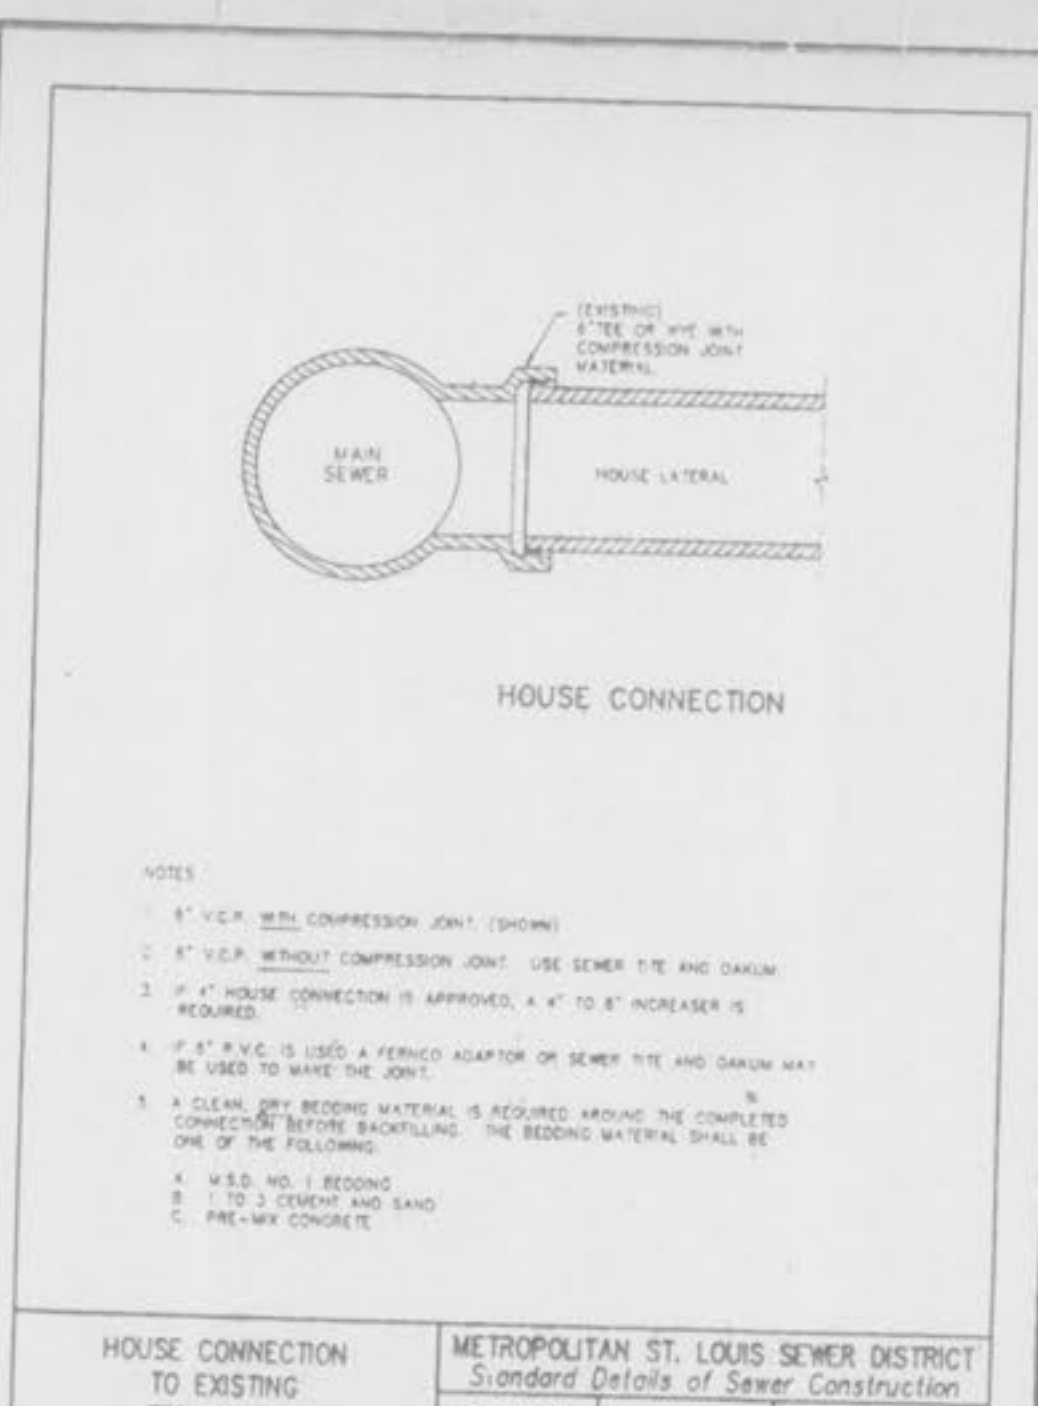 (EXISTING)
6" TEE OR WYE WITH
COMPRESSION JOINT
MATERIAL.
MAIN
SEWER
HOUSE LATERAL
HOUSE CONNECTION
NOTES
1. 6" V.C.P. WITH COMPRESSION JOINT. (SHOWN)
2. 6" V.C.P. WITHOUT COMPRESSION JOINT. USE SEWER TITE AND OAKUM.
3. IF 4" HOUSE CONNECTION IS APPROVED, A 4" TO 6" INCREASER IS
REQUIRED.
4. IF 6" P.V.C. IS USED A FERNCO ADAPTOR OR SEWER TITE AND OAKUM MAY
BE USED TO MAKE THE JOINT.
5. A CLEAN, DRY BEDDING MATERIAL IS REQUIRED AROUND THE COMPLETED
CONNECTION BEFORE BACKFILLING. THE BEDDING MATERIAL SHALL BE
ONE OF THE FOLLOWING:
A. M.S.D. NO. 1 BEDDING
B. 1 TO 3 CEMENT AND SAND
C. PRE-MIX CONCRETE
HOUSE CONNECTION
TO EXISTING
METROPOLITAN ST. LOUIS SEWER DISTRICT
Standard Details of Sewer Construction